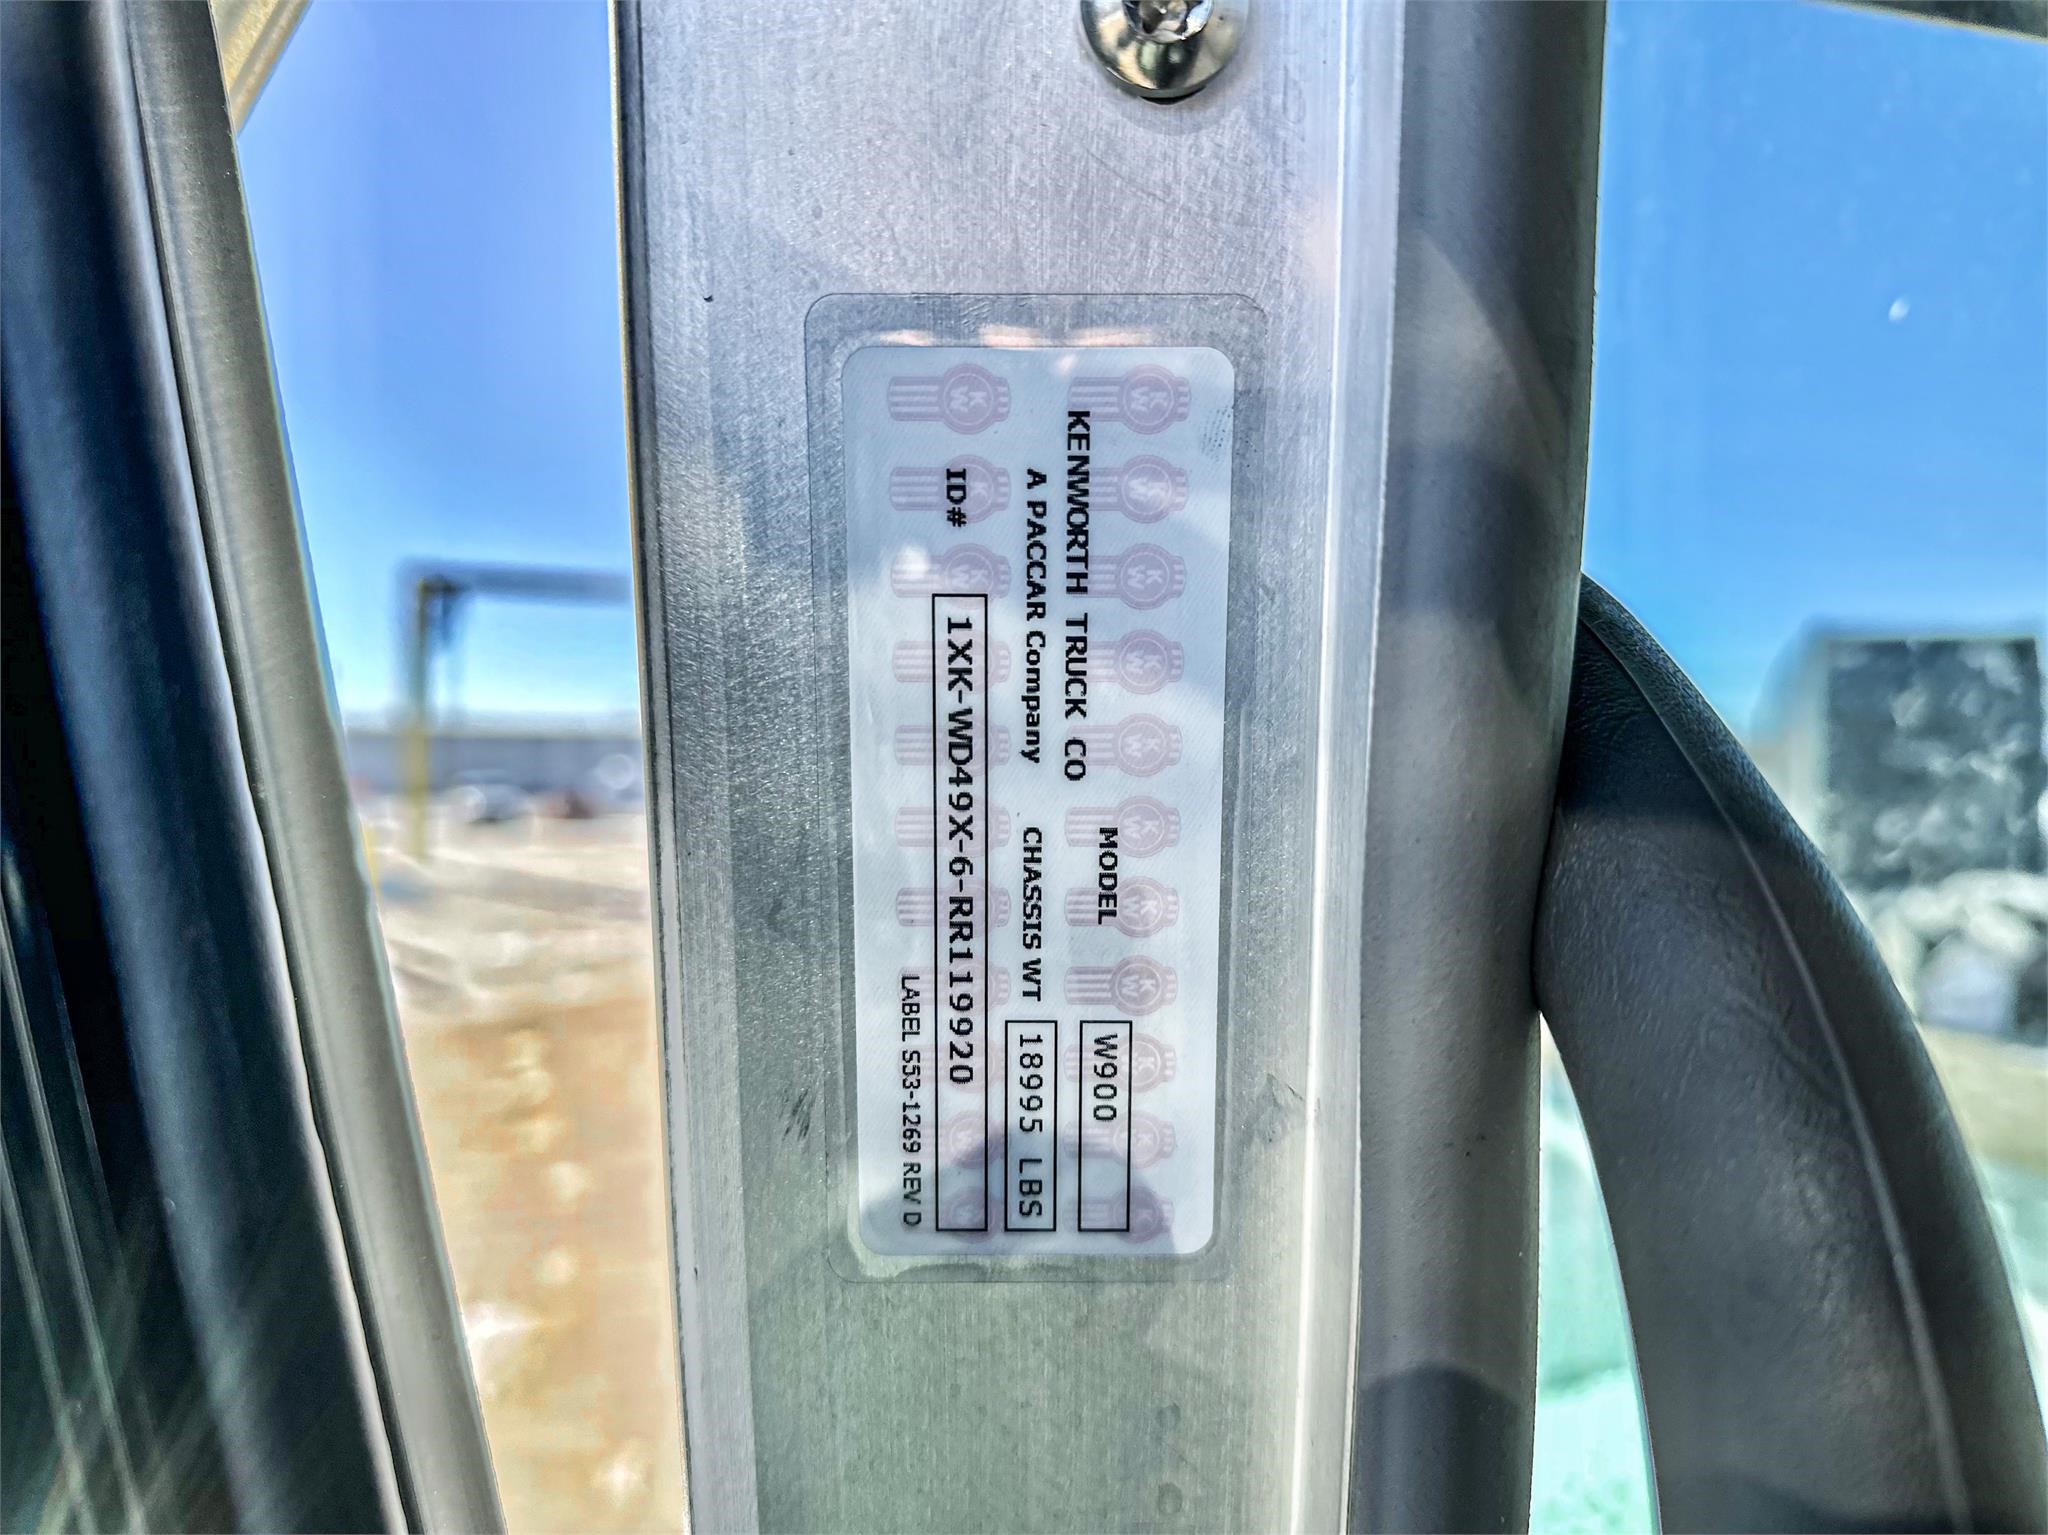 KENWORTH TRUCK CO
A PACCAR Company
MODEL W900
CHASSIS WT 18995 LBS
ID# 1XK-WD49X-6-RR119920
LABEL S53-1269 REV D